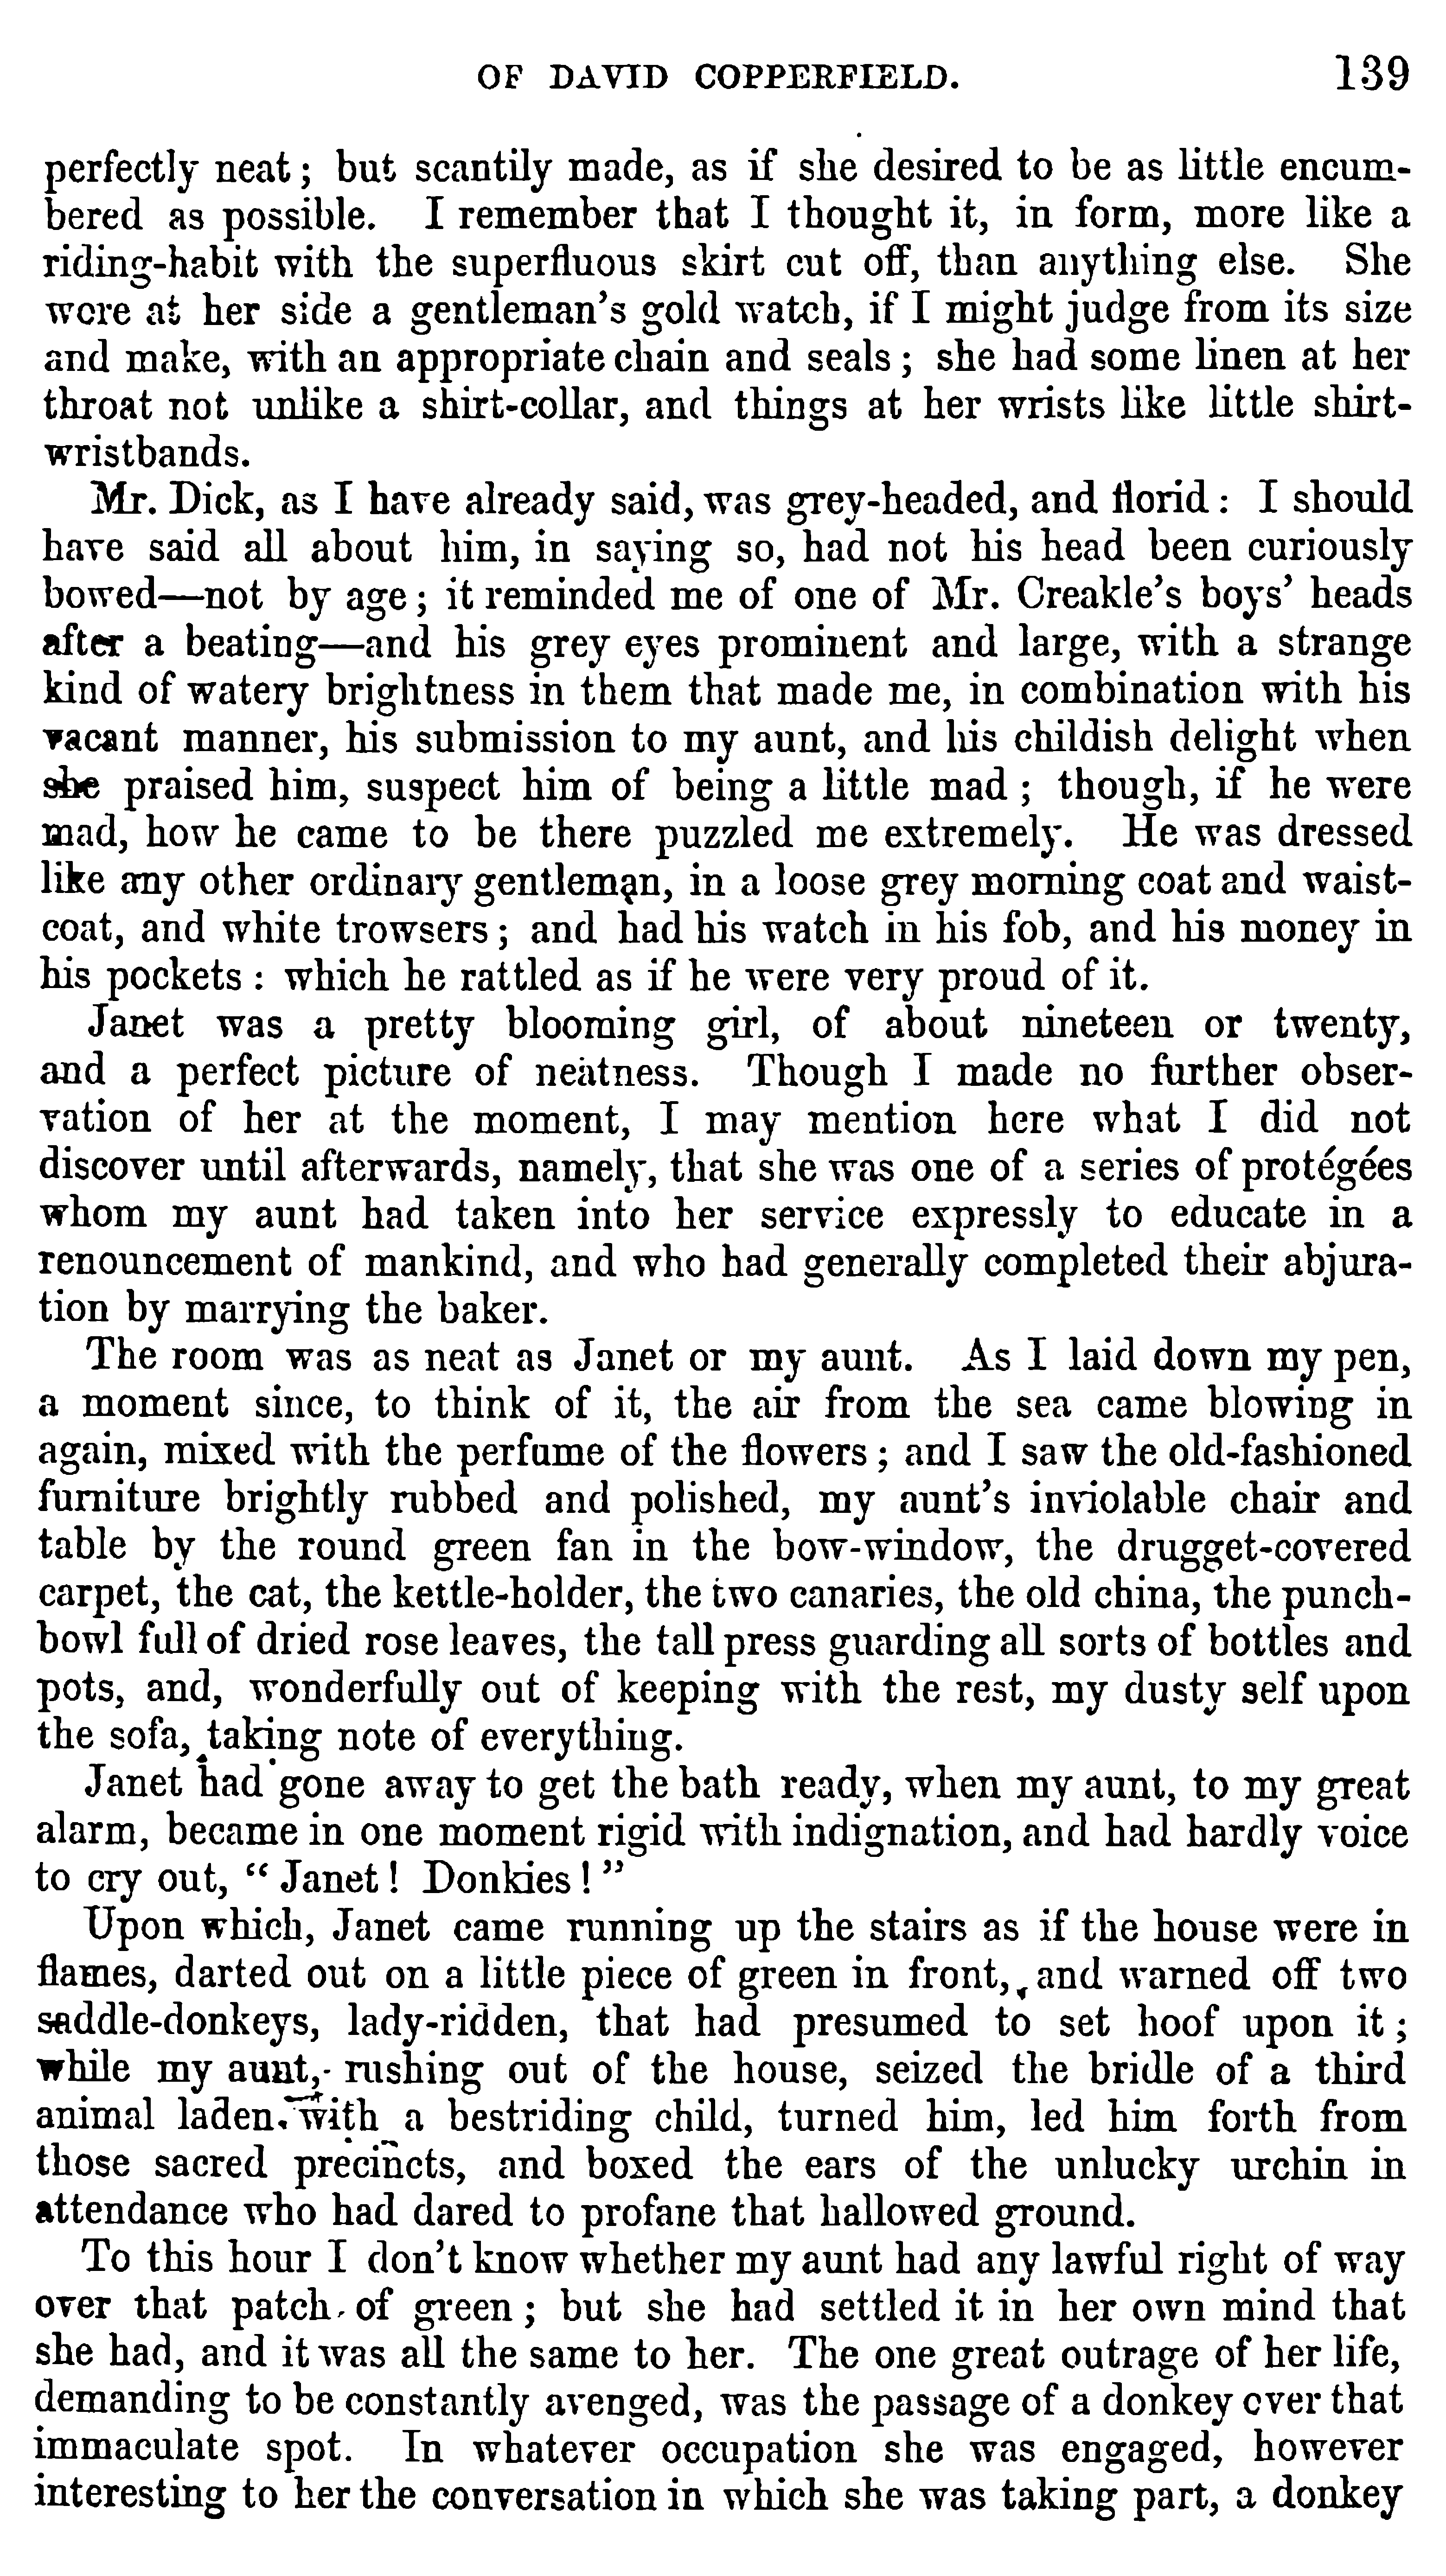 OF DAVID COPPERFIELD. 139
perfectly neat; but scantily made, as if she desired to be as little encum-
bered as possible. I remember that I thought it, in form, more like a
riding-habit with the superfluous skirt cut off, than anything else. She
wore at her side a gentleman's gold watch, if I might judge from its size
and make, with an appropriate chain and seals; she had some linen at her
throat not unlike a shirt-collar, and things at her wrists like little shirt-
wristbands.
Mr. Dick, as I have already said, was grey-headed, and florid: I should
have said all about him, in saying so, had not his head been curiously
bowed—not by age; it reminded me of one of Mr. Creakle's boys' heads
after a beating—and his grey eyes prominent and large, with a strange
kind of watery brightness in them that made me, in combination with his
vacant manner, his submission to my aunt, and his childish delight when
she praised him, suspect him of being a little mad; though, if he were
mad, how he came to be there puzzled me extremely. He was dressed
like any other ordinary gentleman, in a loose grey morning coat and waist-
coat, and white trowsers; and had his watch in his fob, and his money in
his pockets: which he rattled as if he were very proud of it.
Janet was a pretty blooming girl, of about nineteen or twenty,
and a perfect picture of neatness. Though I made no further obser-
vation of her at the moment, I may mention here what I did not
discover until afterwards, namely, that she was one of a series of protégées
whom my aunt had taken into her service expressly to educate in a
renouncement of mankind, and who had generally completed their abjura-
tion by marrying the baker.
The room was as neat as Janet or my aunt. As I laid down my pen,
a moment since, to think of it, the air from the sea came blowing in
again, mixed with the perfume of the flowers; and I saw the old-fashioned
furniture brightly rubbed and polished, my aunt's inviolable chair and
table by the round green fan in the bow-window, the drugget-covered
carpet, the cat, the kettle-holder, the two canaries, the old china, the punch-
bowl full of dried rose leaves, the tall press guarding all sorts of bottles and
pots, and, wonderfully out of keeping with the rest, my dusty self upon
the sofa, taking note of everything.
Janet had gone away to get the bath ready, when my aunt, to my great
alarm, became in one moment rigid with indignation, and had hardly voice
to cry out, "Janet! Donkies!"
Upon which, Janet came running up the stairs as if the house were in
flames, darted out on a little piece of green in front, and warned off two
saddle-donkeys, lady-ridden, that had presumed to set hoof upon it;
while my aunt, rushing out of the house, seized the bridle of a third
animal laden with a bestriding child, turned him, led him forth from
those sacred precincts, and boxed the ears of the unlucky urchin in
attendance who had dared to profane that hallowed ground.
To this hour I don't know whether my aunt had any lawful right of way
over that patch of green; but she had settled it in her own mind that
she had, and it was all the same to her. The one great outrage of her life,
demanding to be constantly avenged, was the passage of a donkey over that
immaculate spot. In whatever occupation she was engaged, however
interesting to her the conversation in which she was taking part, a donkey